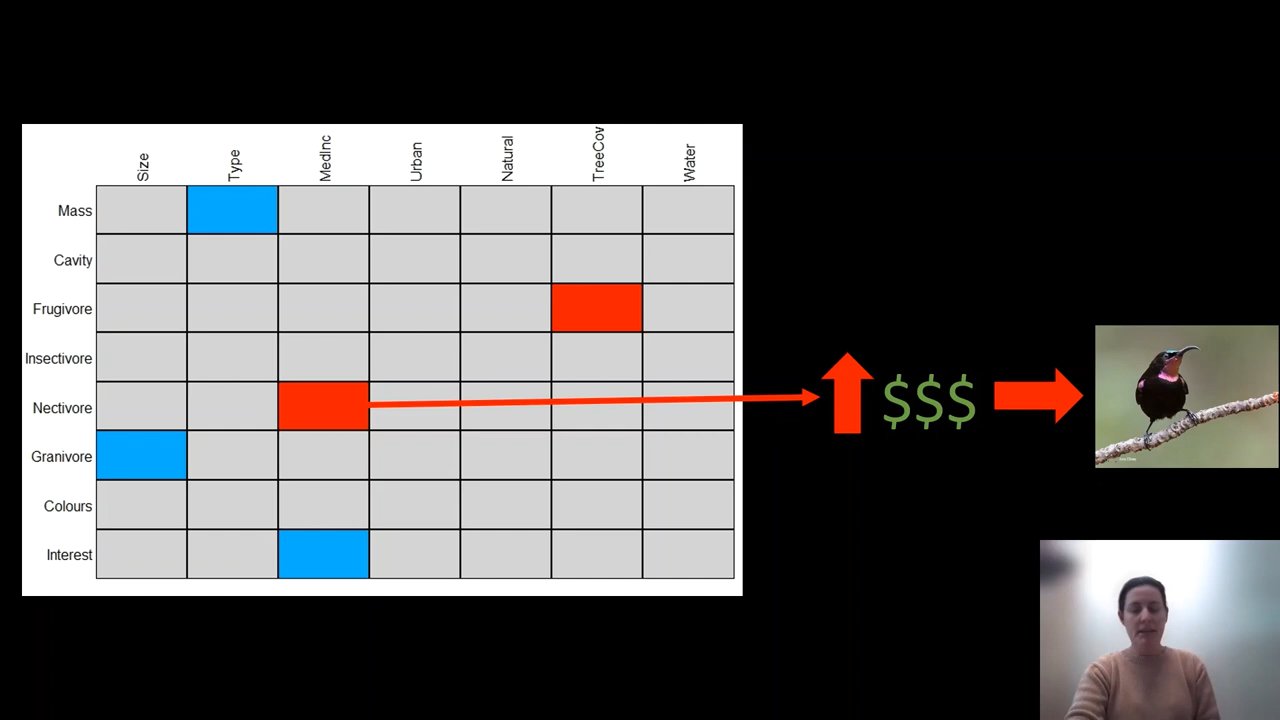 Size Type MedInc Urban Natural TreeCov Water
Mass
Cavity
Frugivore
Insectivore
Nectivore
Granivore
Colours
Interest
$$$